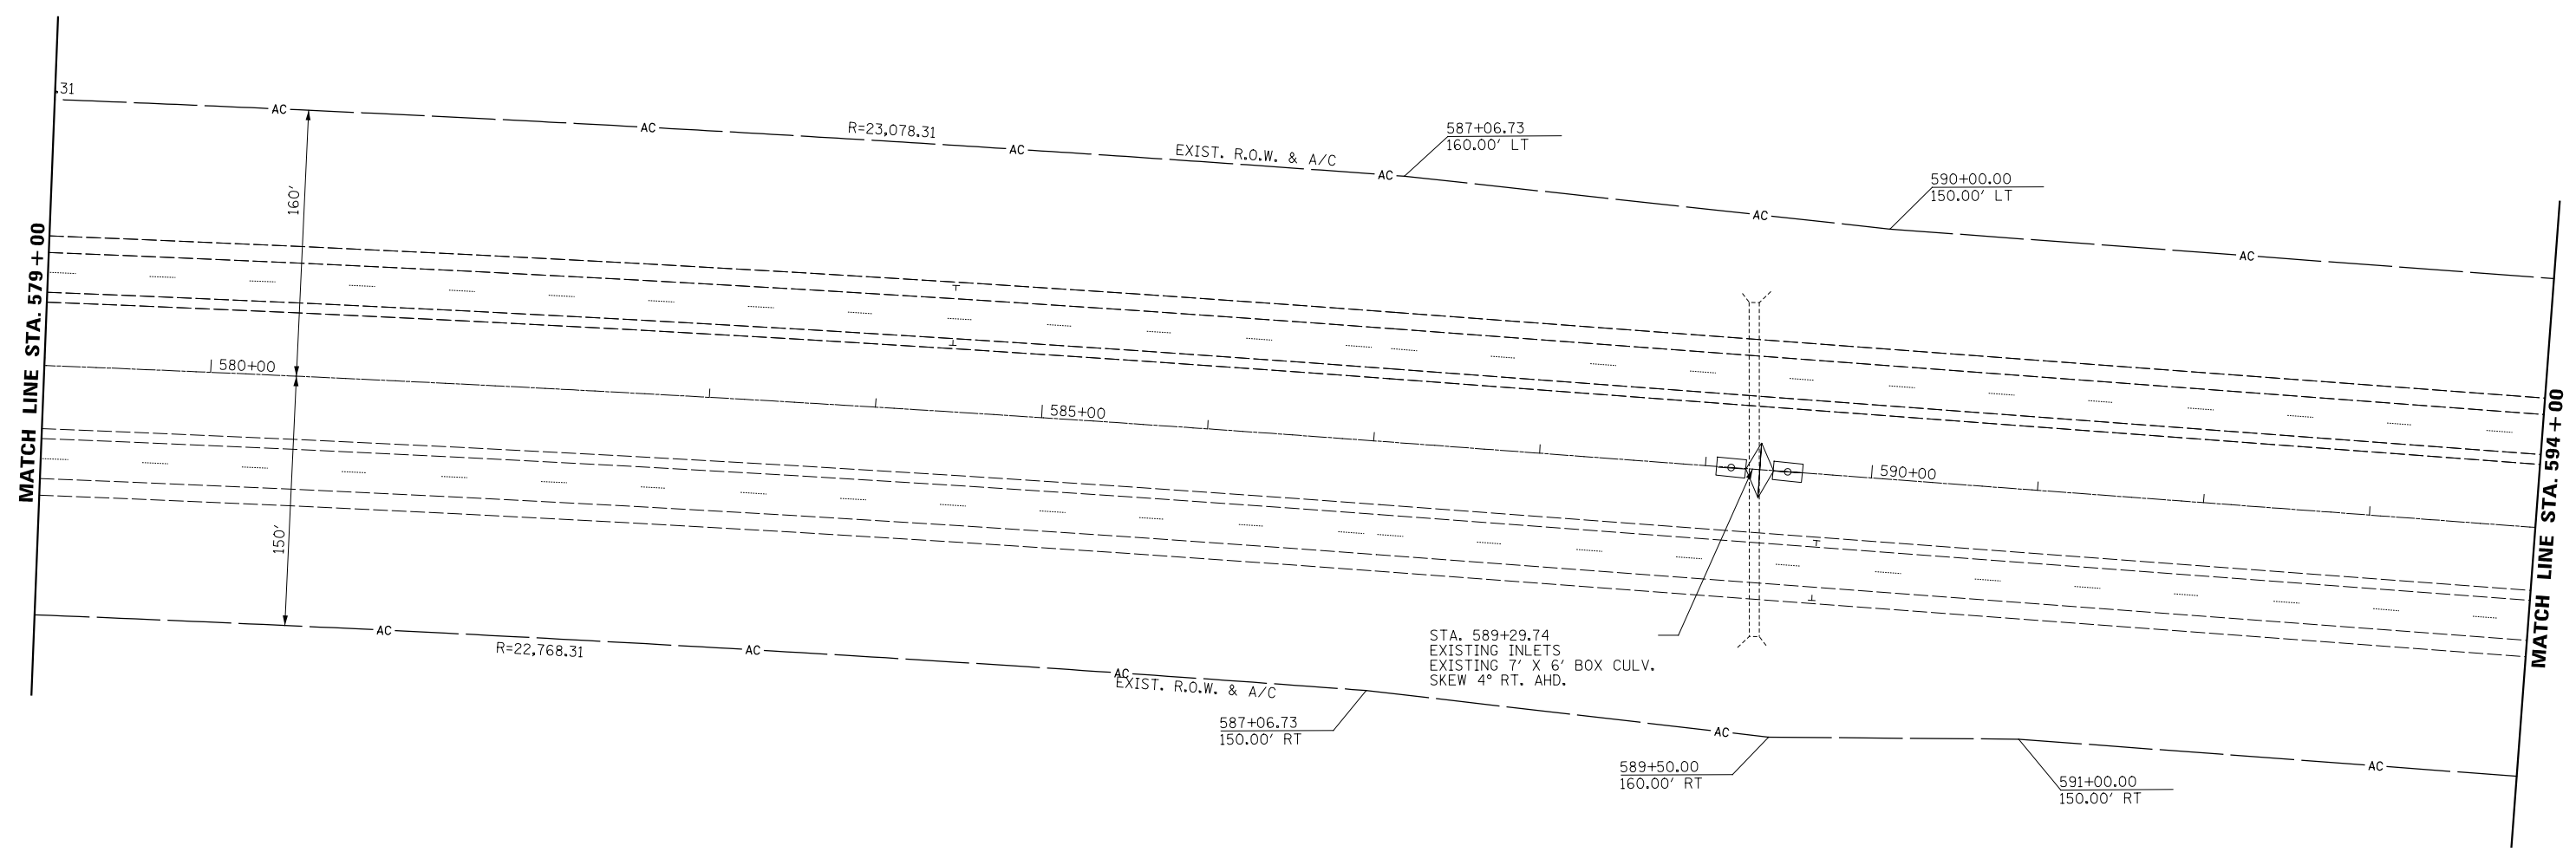 .31
AC
AC
R=23,078.31
AC
EXIST. R.O.W. & A/C
AC
587+06.73
160.00' LT
590+00.00
150.00' LT
AC
AC
160'
MATCH LINE STA. 579+00
580+00
585+00
590+00
MATCH LINE STA. 594+00
150'
AC
R=22,768.31
AC
AC
EXIST. R.O.W. & A/C
STA. 589+29.74
EXISTING INLETS
EXISTING 7' X 6' BOX CULV.
SKEW 4° RT. AHD.
587+06.73
150.00' RT
AC
589+50.00
160.00' RT
AC
591+00.00
150.00' RT